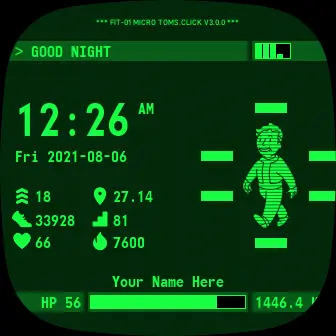 *** FIT-01 MICRO TOMS.CLICK V3.0.0 ***
> GOOD NIGHT
12:26 AM
Fri 2021-08-06
18 27.14
33928 81
66 7600
Your Name Here
HP 56 1446.4